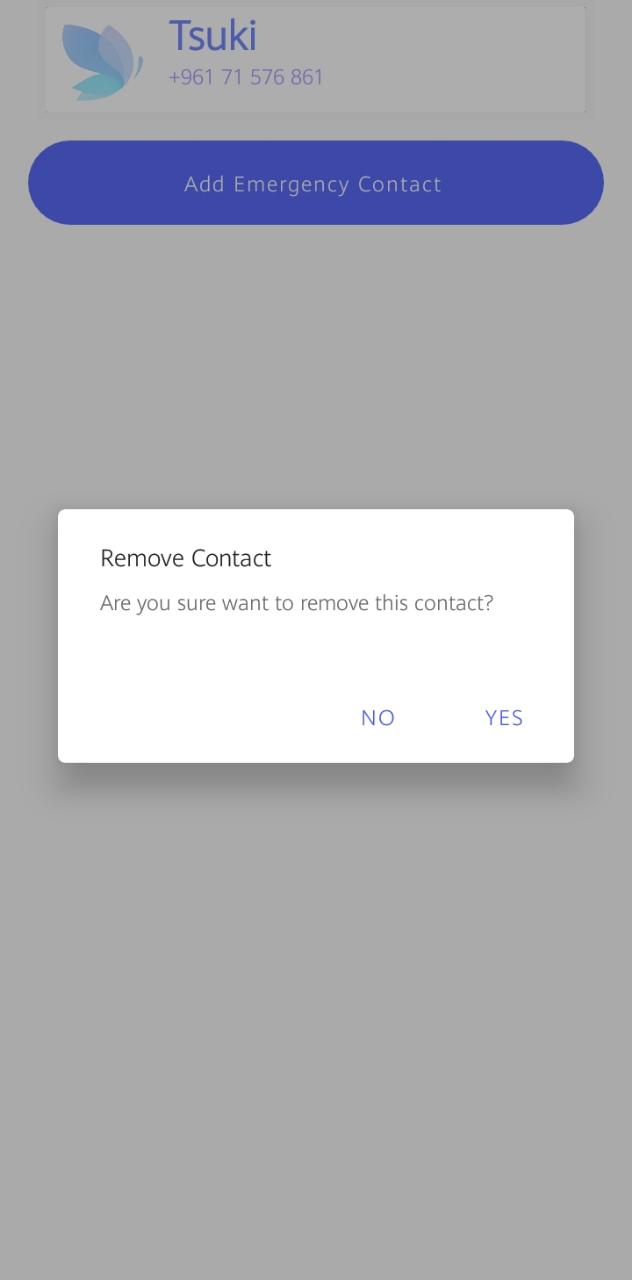 Tsuki
+961 71 576 861
Add Emergency Contact
Remove Contact
Are you sure want to remove this contact?
NO YES